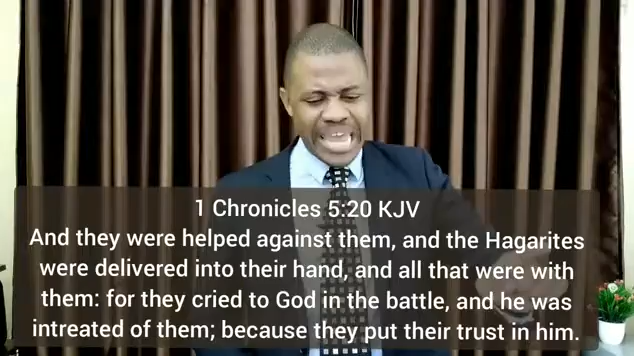 1 Chronicles 5:20 KJV
And they were helped against them, and the Hagarites
were delivered into their hand, and all that were with
them: for they cried to God in the battle, and he was
intreated of them; because they put their trust in him.